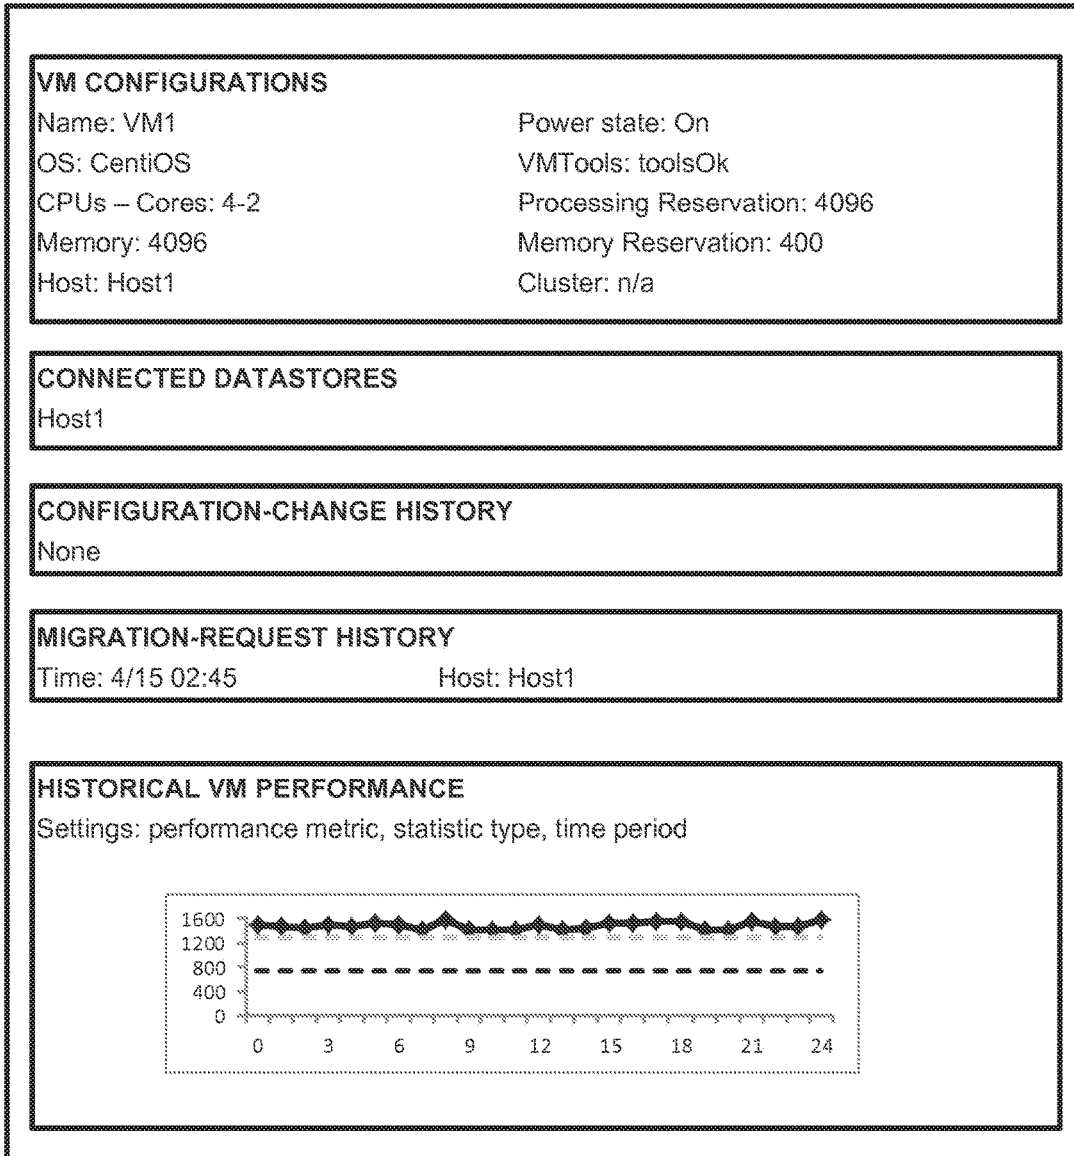 VM CONFIGURATIONS
Name: VM1 Power state: On
OS: CentiOS VMTools: toolsOk
CPUs – Cores: 4-2 Processing Reservation: 4096
Memory: 4096 Memory Reservation: 400
Host: Host1 Cluster: n/a
CONNECTED DATASTORES
Host1
CONFIGURATION-CHANGE HISTORY
None
MIGRATION-REQUEST HISTORY
Time: 4/15 02:45 Host: Host1
HISTORICAL VM PERFORMANCE
Settings: performance metric, statistic type, time period
1600
1200
800
400
0
0 3 6 9 12 15 18 21 24